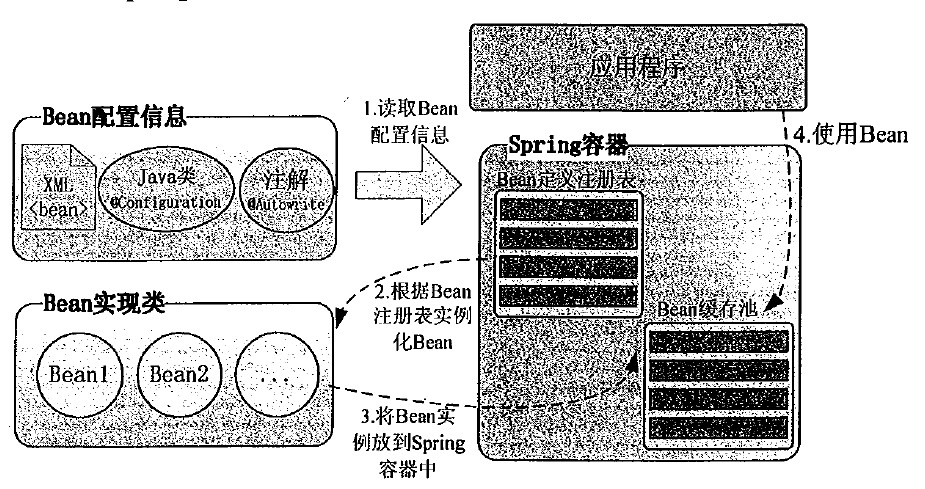 应用程序
Bean配置信息
1.读取Bean
配置信息
4.使用Bean
Spring容器
XML
<bean>
Java类
@Configuration
注解
@Autowrite
Bean定义注册表
Bean实现类
2.根据Bean
注册表实例
化Bean
Bean缓存池
Bean1
Bean2
...
3.将Bean实
例放到Spring
容器中